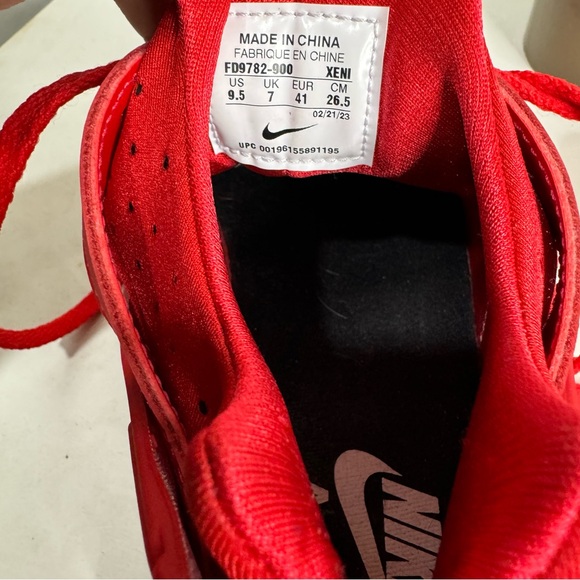 MADE IN CHINA
FABRIQUE EN CHINE
FD9782-900 XENI
US UK EUR CM
9.5 7 41 26.5
02/21/23
UPC 00196155891195